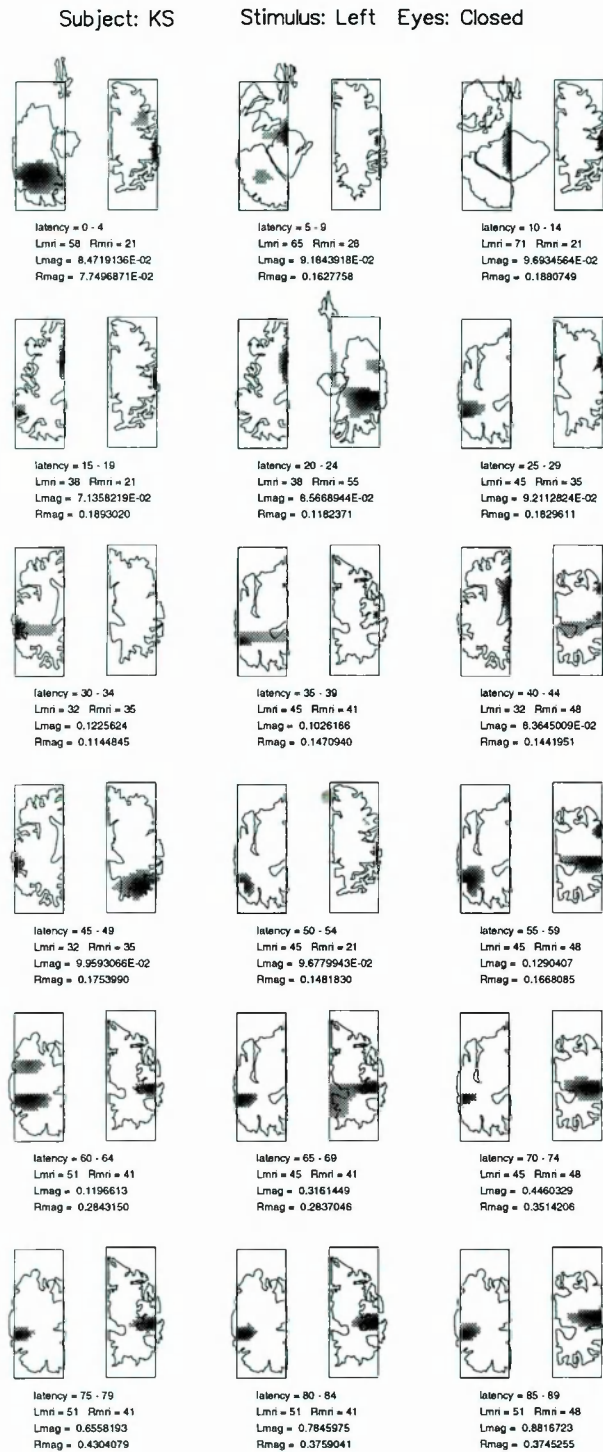 Subject: KS Stimulus: Left Eyes: Closed
latency = 0 - 4
Lmri = 58 Rmri = 21
Lmag = 8.4719136E-02
Rmag = 7.7496871E-02
latency = 5 - 9
Lmri = 65 Rmri = 28
Lmag = 9.1843918E-02
Rmag = 0.1627758
latency = 10 - 14
Lmri = 71 Rmri = 21
Lmag = 9.6934564E-02
Rmag = 0.1880749
latency = 15 - 19
Lmri = 38 Rmri = 21
Lmag = 7.1358219E-02
Rmag = 0.1893020
latency = 20 - 24
Lmri = 38 Rmri = 55
Lmag = 8.5668944E-02
Rmag = 0.1182371
latency = 25 - 29
Lmri = 45 Rmri = 35
Lmag = 9.2112824E-02
Rmag = 0.1829611
latency = 30 - 34
Lmri = 32 Rmri = 35
Lmag = 0.1225624
Rmag = 0.1144845
latency = 35 - 39
Lmri = 45 Rmri = 41
Lmag = 0.1026166
Rmag = 0.1470940
latency = 40 - 44
Lmri = 32 Rmri = 48
Lmag = 8.3645009E-02
Rmag = 0.1441951
latency = 45 - 49
Lmri = 32 Rmri = 35
Lmag = 9.9593066E-02
Rmag = 0.1753990
latency = 50 - 54
Lmri = 45 Rmri = 21
Lmag = 9.6779943E-02
Rmag = 0.1481830
latency = 55 - 59
Lmri = 45 Rmri = 48
Lmag = 0.1290407
Rmag = 0.1668085
latency = 60 - 64
Lmri = 51 Rmri = 41
Lmag = 0.1196613
Rmag = 0.2843150
latency = 65 - 69
Lmri = 45 Rmri = 41
Lmag = 0.3161449
Rmag = 0.2837046
latency = 70 - 74
Lmri = 45 Rmri = 48
Lmag = 0.4460329
Rmag = 0.3514206
latency = 75 - 79
Lmri = 51 Rmri = 41
Lmag = 0.6558193
Rmag = 0.4304079
latency = 80 - 84
Lmri = 51 Rmri = 41
Lmag = 0.7845975
Rmag = 0.3759041
latency = 85 - 89
Lmri = 51 Rmri = 48
Lmag = 0.8816723
Rmag = 0.3745255